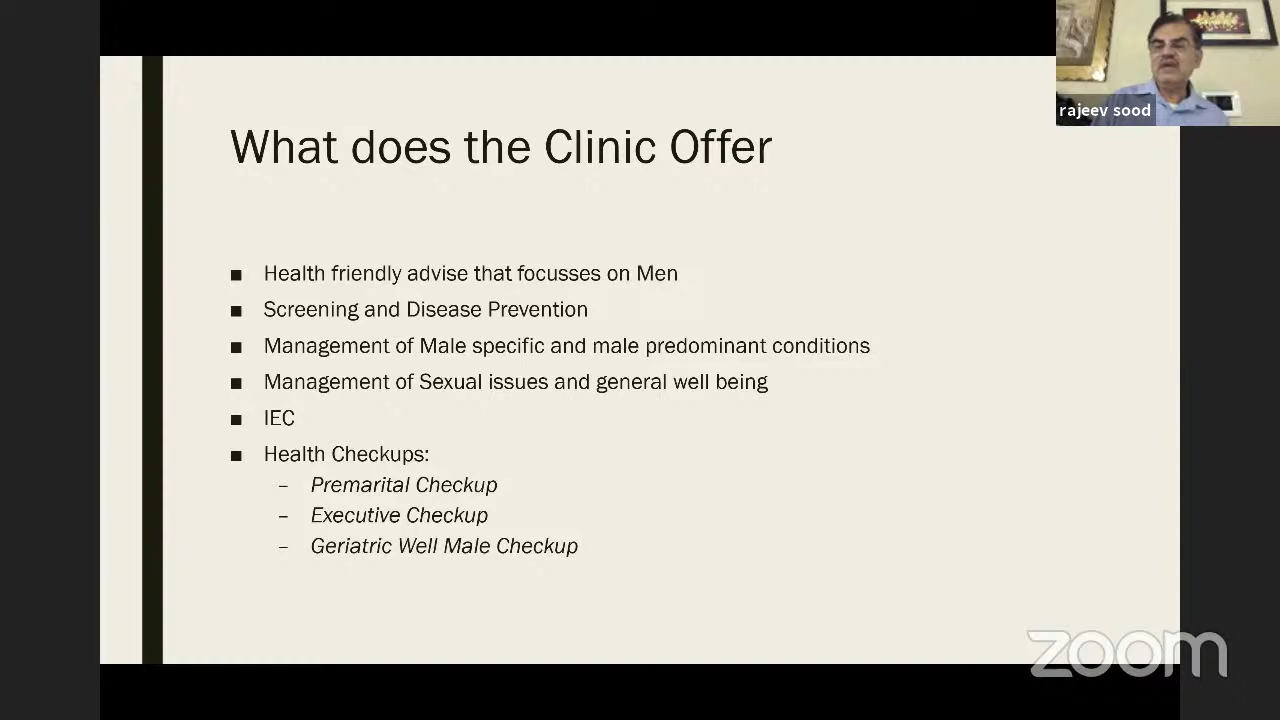 rajeev sood
What does the Clinic Offer
■ Health friendly advise that focusses on Men
■ Screening and Disease Prevention
■ Management of Male specific and male predominant conditions
■ Management of Sexual issues and general well being
■ IEC
■ Health Checkups:
– Premarital Checkup
– Executive Checkup
– Geriatric Well Male Checkup
zoom